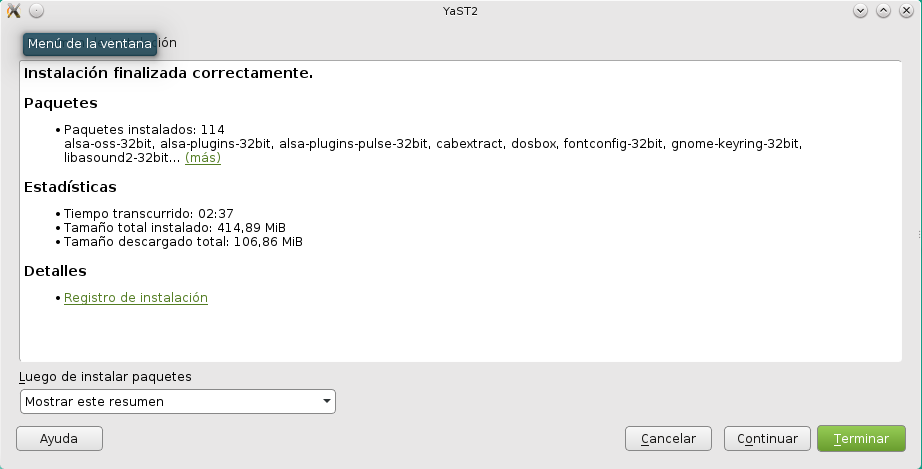 YaST2
Menú de la ventana
ión
Instalación finalizada correctamente.
Paquetes
• Paquetes instalados: 114
alsa-oss-32bit, alsa-plugins-32bit, alsa-plugins-pulse-32bit, cabextract, dosbox, fontconfig-32bit, gnome-keyring-32bit,
libasound2-32bit... (más)
Estadísticas
• Tiempo transcurrido: 02:37
• Tamaño total instalado: 414,89 MiB
• Tamaño descargado total: 106,86 MiB
Detalles
• Registro de instalación
Luego de instalar paquetes
Mostrar este resumen
Ayuda
Cancelar
Continuar
Terminar